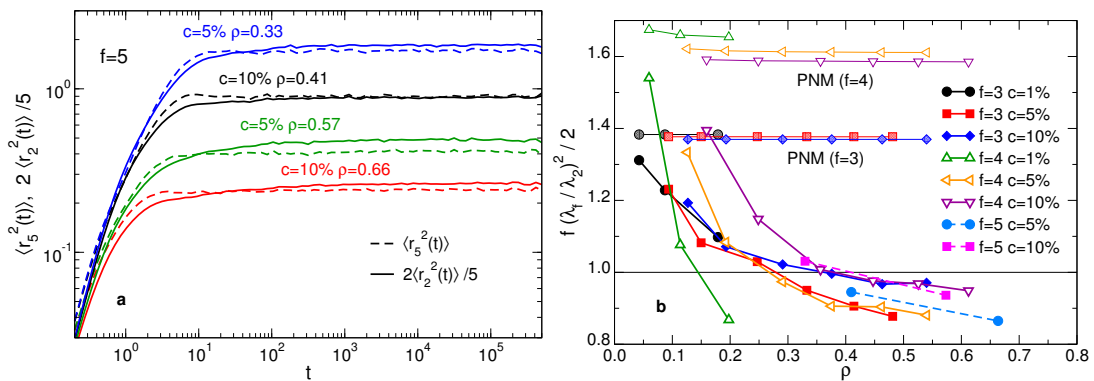 f=5
c=5% ρ=0.33
c=10% ρ=0.41
c=5% ρ=0.57
c=10% ρ=0.66
⟨r₅²(t)⟩, 2⟨r₂²(t)⟩/5
10⁰
10⁻¹
⟨r₅²(t)⟩
2⟨r₂²(t)⟩/5
a
10⁰ 10¹ 10² 10³ 10⁴ 10⁵
t
f (λf / λ₂)² / 2
1.6
1.4
1.2
1.0
0.8
PNM (f=4)
PNM (f=3)
f=3 c=1%
f=3 c=5%
f=3 c=10%
f=4 c=1%
f=4 c=5%
f=4 c=10%
f=5 c=5%
f=5 c=10%
b
0.0 0.1 0.2 0.3 0.4 0.5 0.6 0.7 0.8
ρ